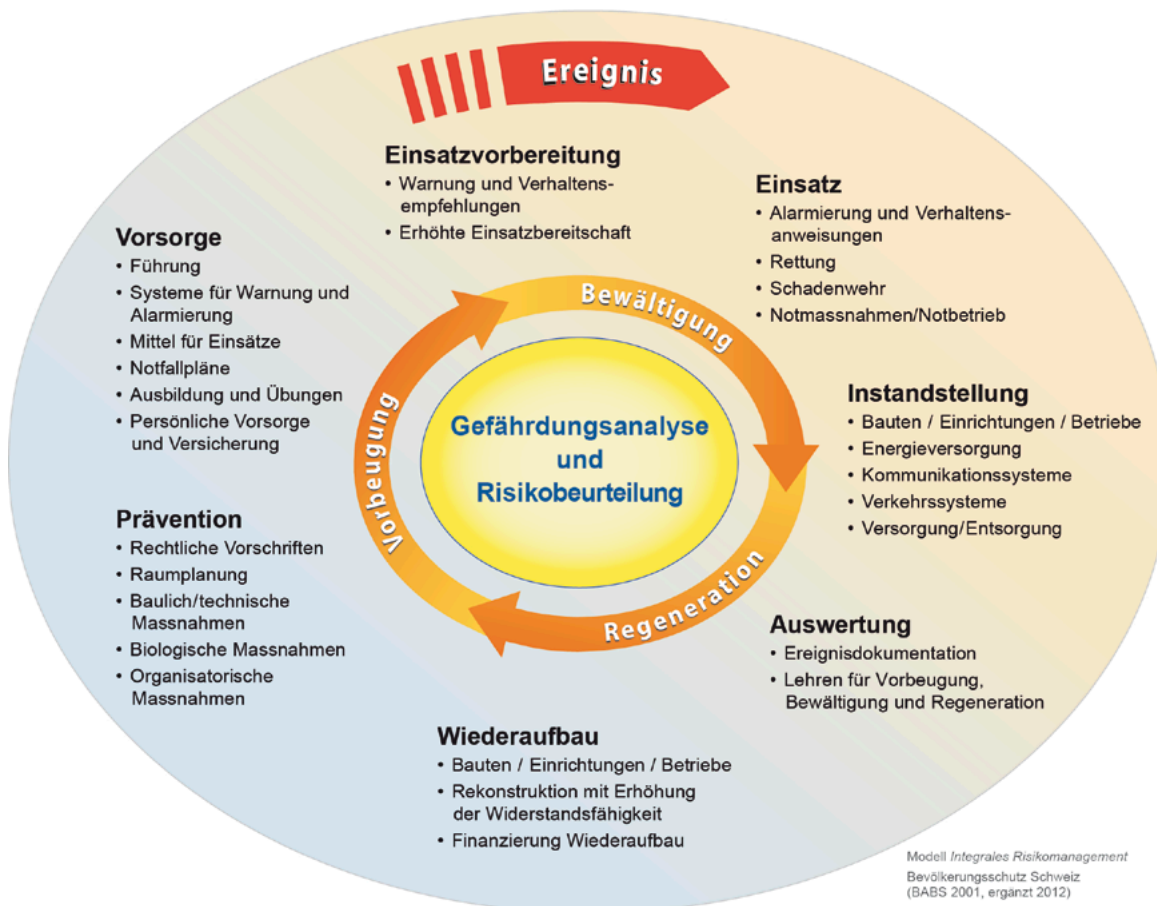 Ereignis
Einsatzvorbereitung
• Warnung und Verhaltens-
empfehlungen
• Erhöhte Einsatzbereitschaft
Einsatz
• Alarmierung und Verhaltens-
anweisungen
• Rettung
• Schadenwehr
• Notmassnahmen/Notbetrieb
Instandstellung
• Bauten / Einrichtungen / Betriebe
• Energieversorgung
• Kommunikationssysteme
• Verkehrssysteme
• Versorgung/Entsorgung
Auswertung
• Ereignisdokumentation
• Lehren für Vorbeugung,
Bewältigung und Regeneration
Wiederaufbau
• Bauten / Einrichtungen / Betriebe
• Rekonstruktion mit Erhöhung
der Widerstandsfähigkeit
• Finanzierung Wiederaufbau
Prävention
• Rechtliche Vorschriften
• Raumplanung
• Baulich/technische
Massnahmen
• Biologische Massnahmen
• Organisatorische
Massnahmen
Vorsorge
• Führung
• Systeme für Warnung und
Alarmierung
• Mittel für Einsätze
• Notfallpläne
• Ausbildung und Übungen
• Persönliche Vorsorge
und Versicherung
Bewältigung
Regeneration
Vorbeugung
Gefährdungsanalyse
und
Risikobeurteilung
Modell Integrales Risikomanagement
Bevölkerungsschutz Schweiz
(BABS 2001, ergänzt 2012)